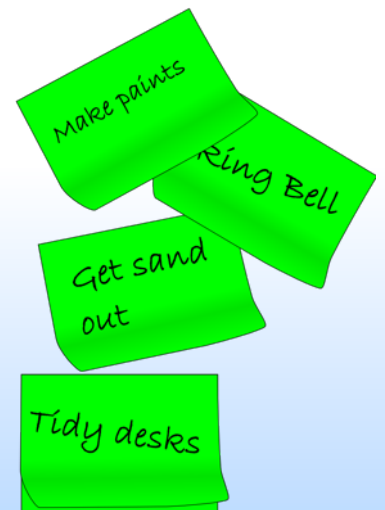 Make paints
Ring Bell
Get sand
out
Tidy desks